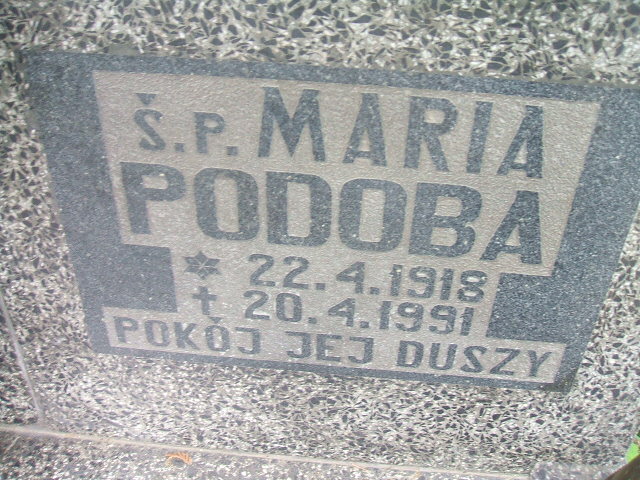 Š.P. MARIA
PODOBA
✶ 22.4.1918
† 20.4.1991
POKÓJ JEJ DUSZY